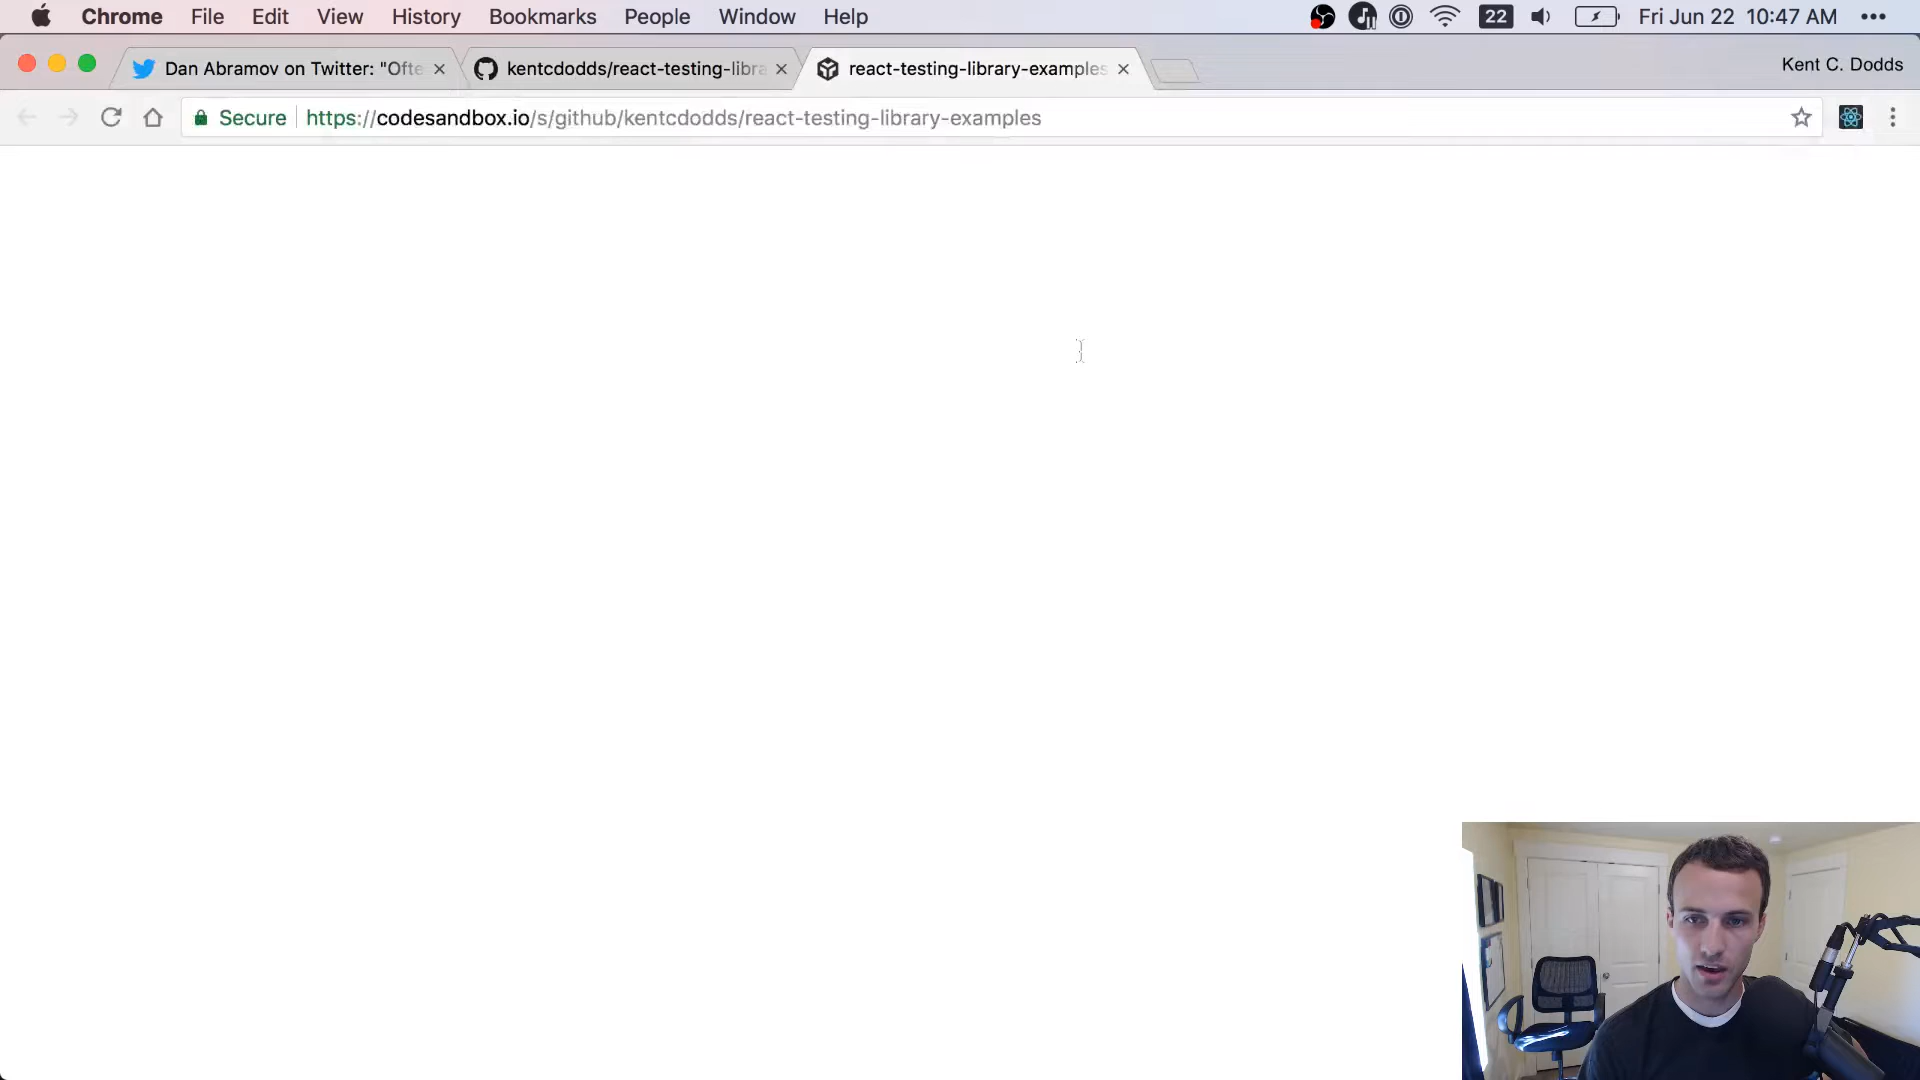 Chrome File Edit View History Bookmarks People Window Help 22 Fri Jun 22 10:47 AM
Dan Abramov on Twitter: "Ofte kentcdodds/react-testing-libra react-testing-library-examples Kent C. Dodds
Secure https://codesandbox.io/s/github/kentcdodds/react-testing-library-examples